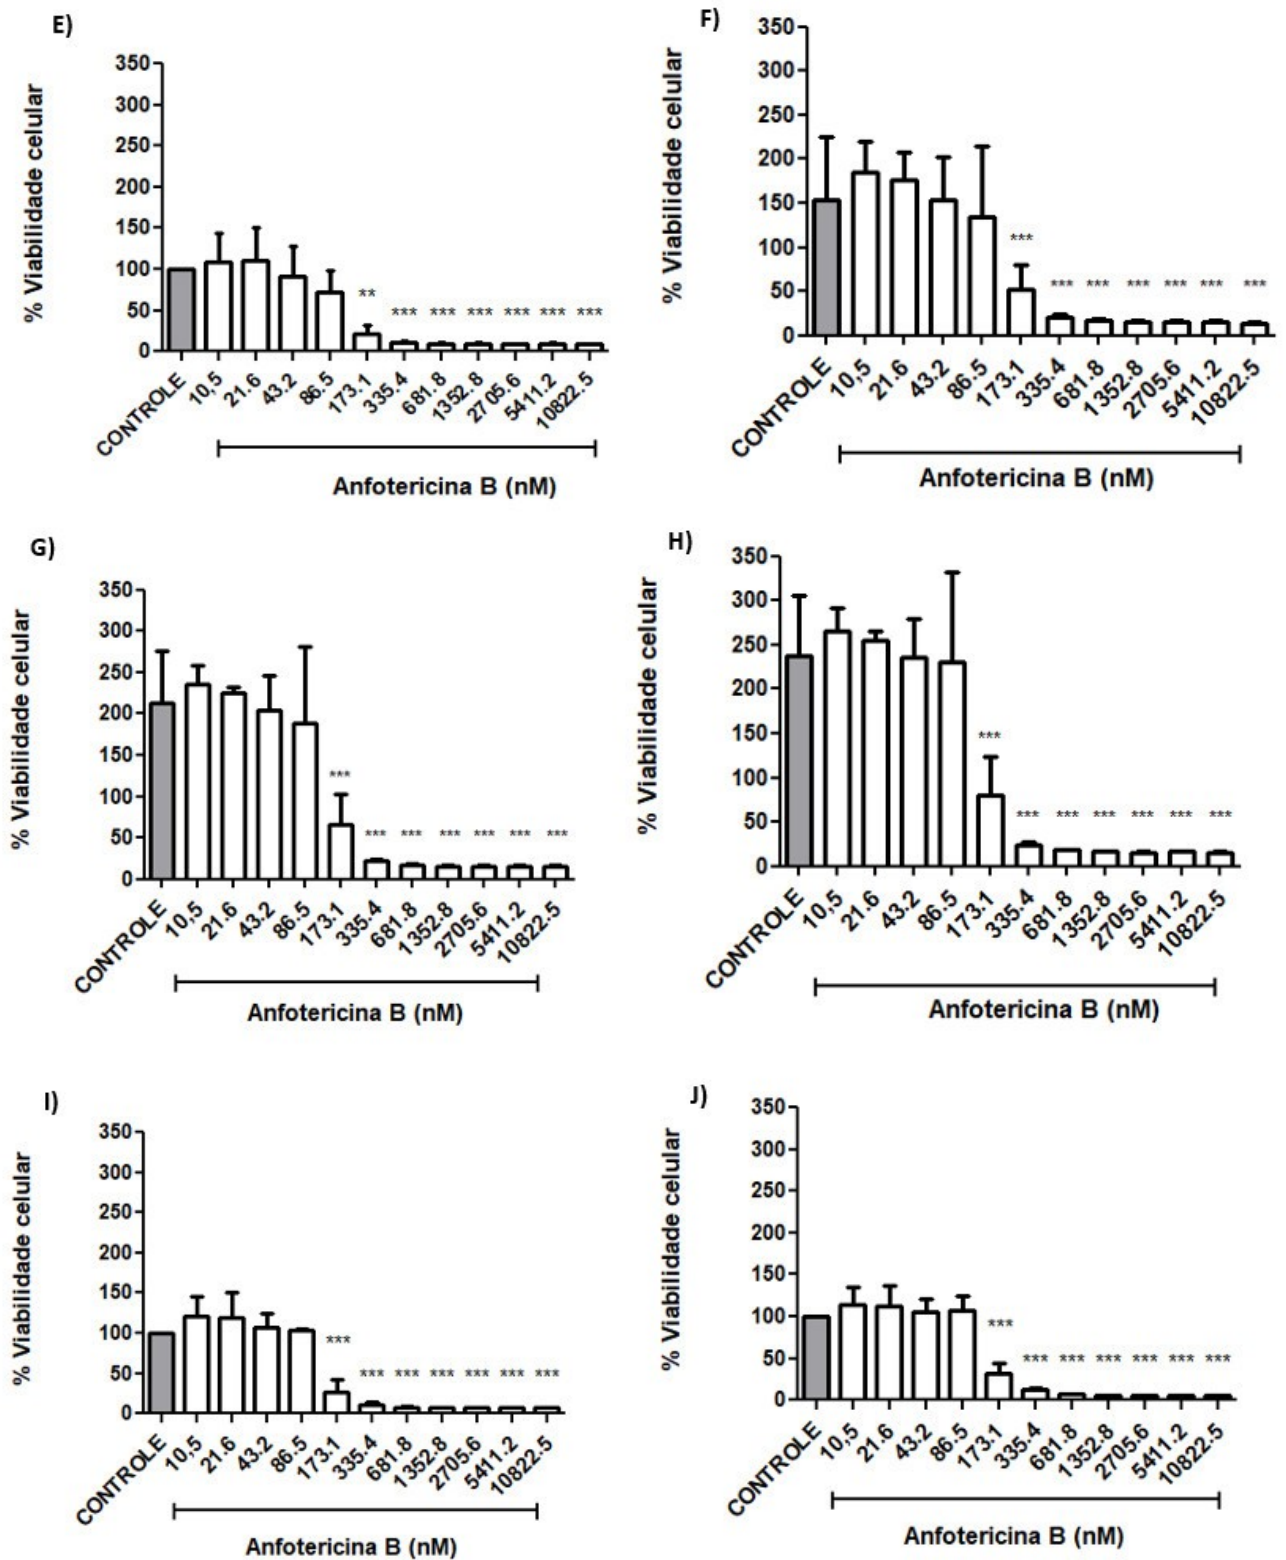 E)
% Viabilidade celular
350
300
250
200
150
100
50
0
** *** *** *** *** *** ***
CONTROLE 10,5 21.6 43.2 86.5 173.1 335.4 681.8 1352.8 2705.6 5411.2 10822.5
Anfotericina B (nM)
F)
% Viabilidade celular
350
300
250
200
150
100
50
0
*** *** *** *** *** *** ***
CONTROLE 10,5 21.6 43.2 86.5 173.1 335.4 681.8 1352.8 2705.6 5411.2 10822.5
Anfotericina B (nM)
G)
% Viabilidade celular
350
300
250
200
150
100
50
0
*** *** *** *** *** *** ***
CONTROLE 10,5 21.6 43.2 86.5 173.1 335.4 681.8 1352.8 2705.6 5411.2 10822.5
Anfotericina B (nM)
H)
% Viabilidade celular
350
300
250
200
150
100
50
0
*** *** *** *** *** *** ***
CONTROLE 10,5 21.6 43.2 86.5 173.1 335.4 681.8 1352.8 2705.6 5411.2 10822.5
Anfotericina B (nM)
I)
% Viabilidade celular
350
300
250
200
150
100
50
0
*** *** *** *** *** *** ***
CONTROLE 10,5 21.6 43.2 86.5 173.1 335.4 681.8 1352.8 2705.6 5411.2 10822.5
Anfotericina B (nM)
J)
% Viabilidade celular
350
300
250
200
150
100
50
0
*** *** *** *** *** *** ***
CONTROLE 10,5 21.6 43.2 86.5 173.1 335.4 681.8 1352.8 2705.6 5411.2 10822.5
Anfotericina B (nM)